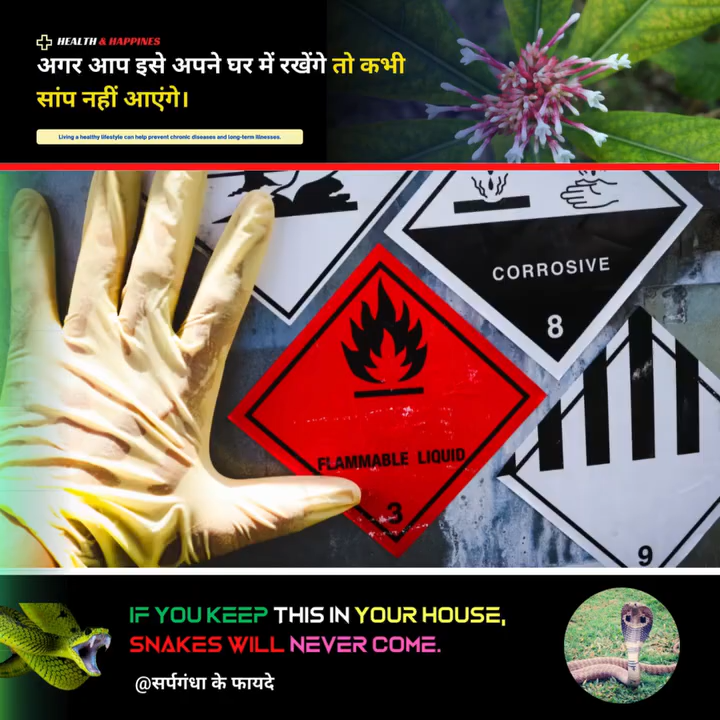 HEALTH & HAPPINES
अगर आप इसे अपने घर में रखेंगे तो कभी
सांप नहीं आएंगे।
Living a healthy lifestyle can help prevent chronic diseases and long-term illnesses.
CORROSIVE
8
FLAMMABLE LIQUID
3
9
IF YOU KEEP THIS IN YOUR HOUSE,
SNAKES WILL NEVER COME.
@सर्पगंधा के फायदे